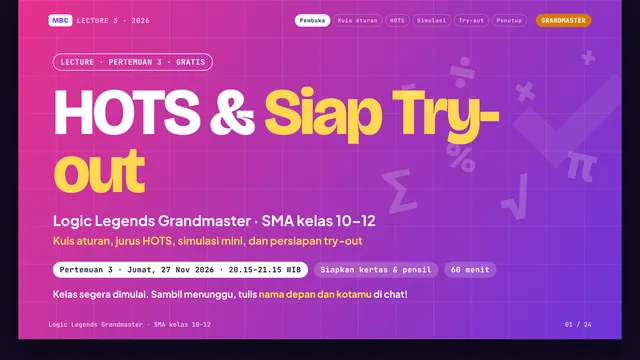 MBC LECTURE 3 · 2026
Pembuka Kuis aturan HOTS Simulasi Try-out Penutup GRANDMASTER
LECTURE · PERTEMUAN 3 · GRATIS
HOTS & Siap Try-
out
Logic Legends Grandmaster · SMA kelas 10–12
Kuis aturan, jurus HOTS, simulasi mini, dan persiapan try-out
Pertemuan 3 · Jumat, 27 Nov 2026 · 20.15–21.15 WIB Siapkan kertas & pensil 60 menit
Kelas segera dimulai. Sambil menunggu, tulis nama depan dan kotamu di chat!
Logic Legends Grandmaster · SMA kelas 10–12 01 / 24